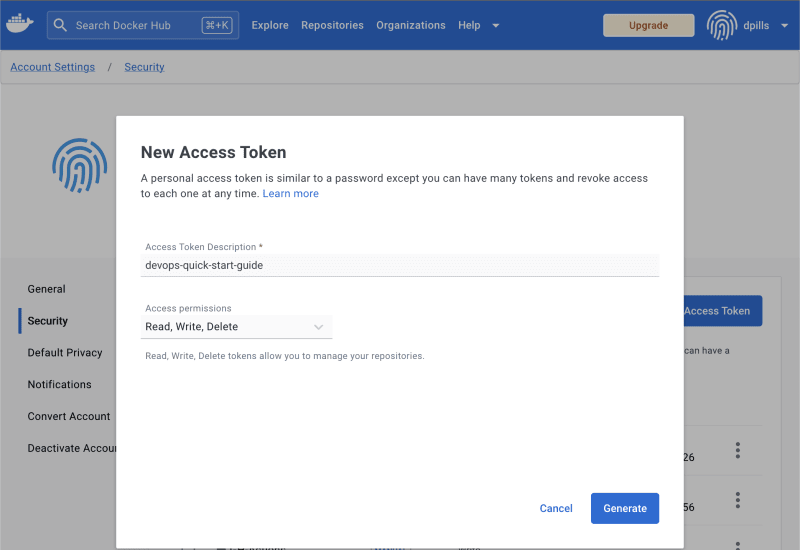 Search Docker Hub
⌘+K
Explore
Repositories
Organizations
Help
Upgrade
dpills
Account Settings / Security
New Access Token
A personal access token is similar to a password except you can have many tokens and revoke access
to each one at any time. Learn more
Access Token Description *
devops-quick-start-guide
Access permissions
Read, Write, Delete
Read, Write, Delete tokens allow you to manage your repositories.
Cancel
Generate
General
Security
Default Privacy
Notifications
Convert Account
Deactivate Accou
Access Token
can have a
26
56